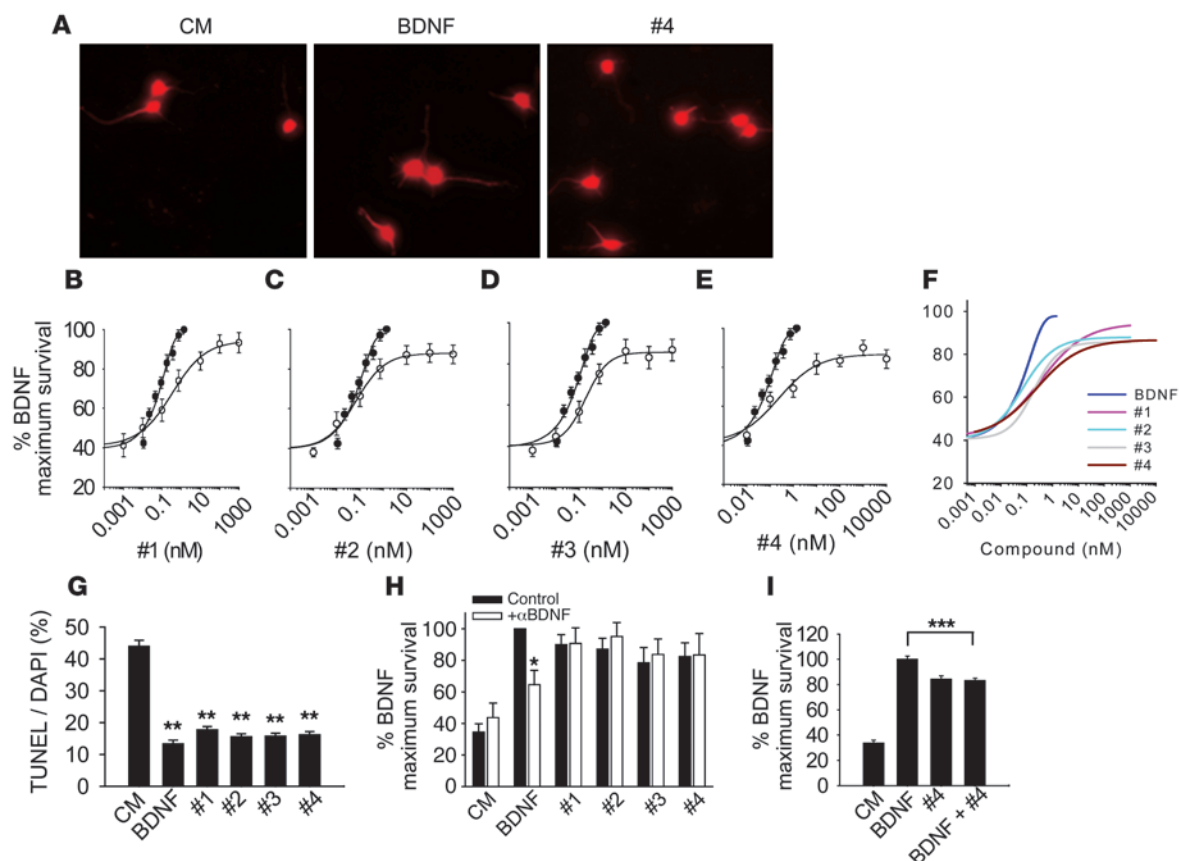 A
CM
BDNF
#4
B
C
D
E
F
% BDNF
maximum survival
100
80
60
40
20
0.001
0.1
10
1000
#1 (nM)
0.1
0.001
10
1000
#2 (nM)
0.001
0.1
10
1000
#3 (nM)
0.01
1
100
10000
#4 (nM)
100
80
60
40
20
BDNF
#1
#2
#3
#4
0.001
0.01
0.1
1
10
100
1000
10000
Compound (nM)
G
TUNEL / DAPI (%)
50
40
30
20
10
0
**
**
**
**
**
CM
BDNF
#1
#2
#3
#4
H
Control
+αBDNF
% BDNF
maximum survival
100
80
60
40
20
0
*
CM
BDNF
#1
#2
#3
#4
I
% BDNF
maximum survival
120
100
80
60
40
20
0
***
CM
BDNF
#4
BDNF + #4